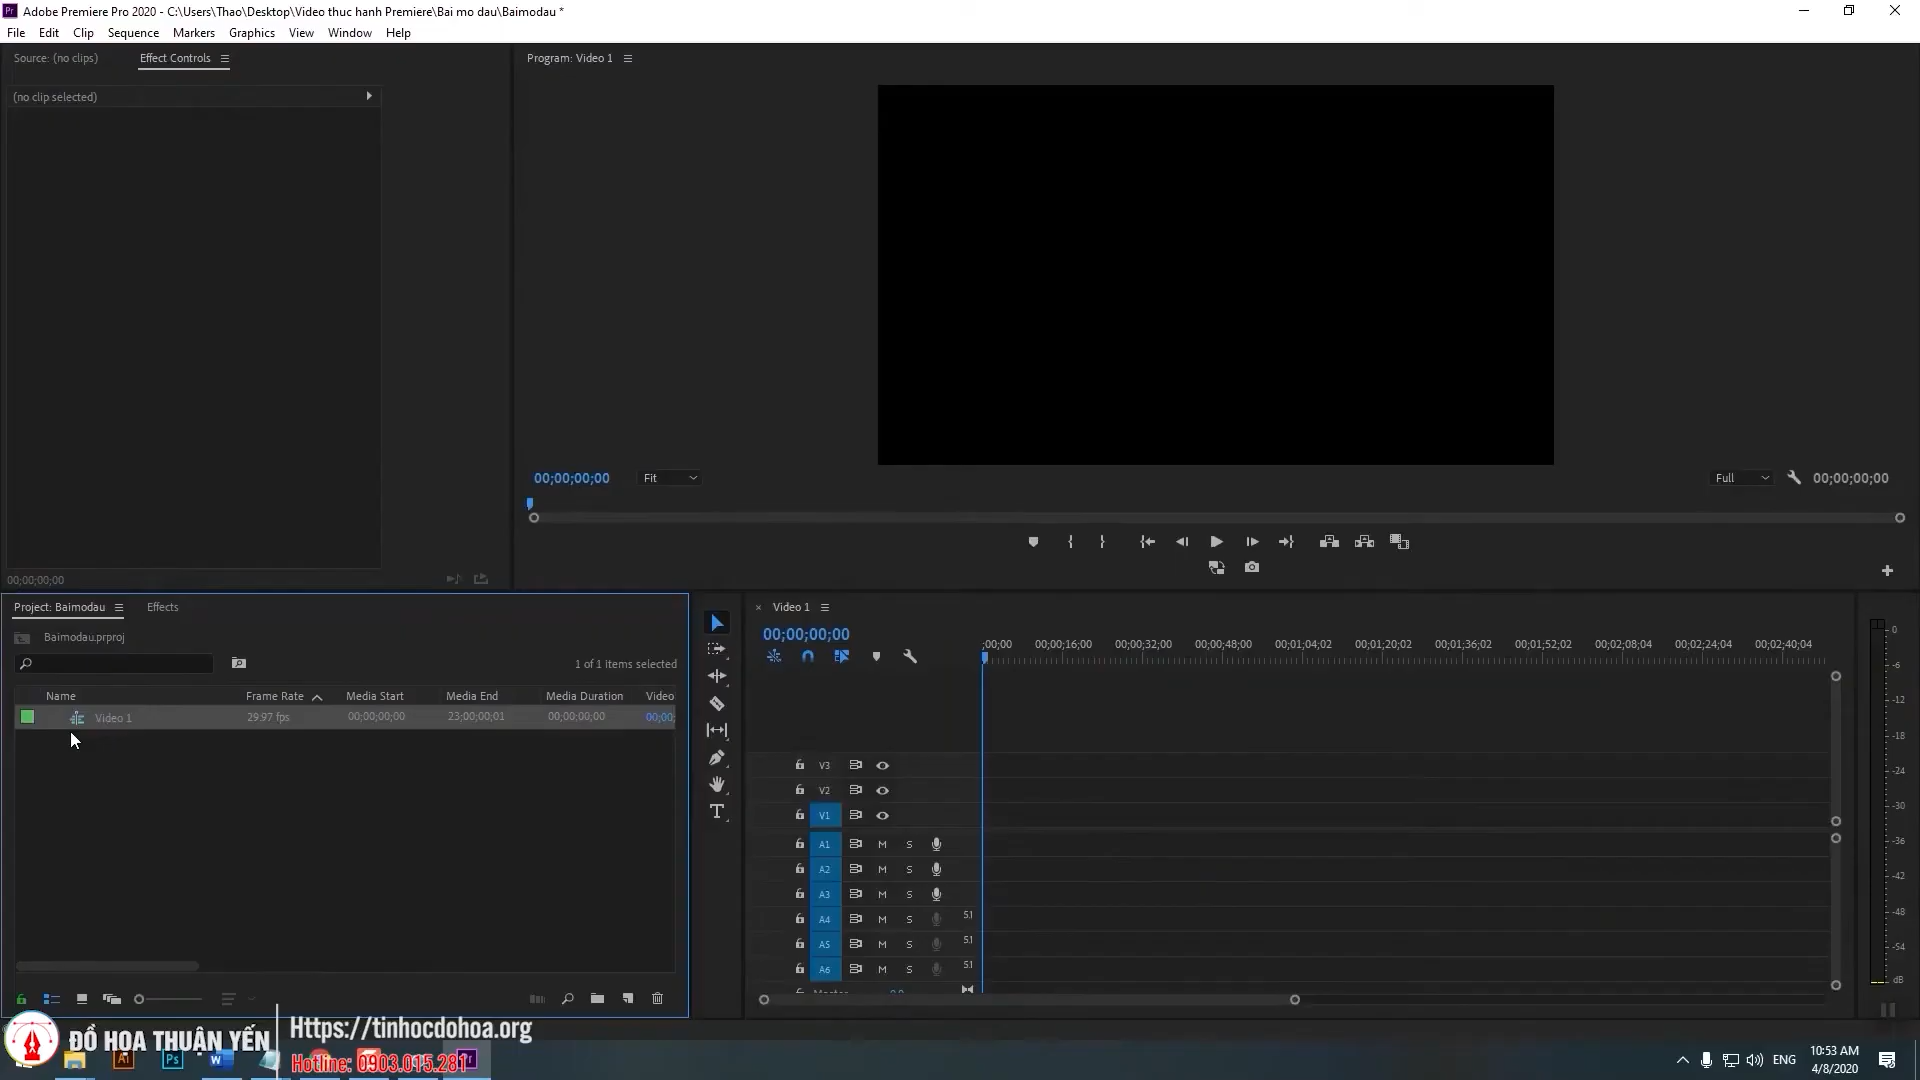 Adobe Premiere Pro 2020 - C:\Users\Thao\Desktop\Video thuc hanh Premiere\Bai mo dau\Baimodau *
File Edit Clip Sequence Markers Graphics View Window Help
Source: (no clips) Effect Controls
Program: Video 1
(no clip selected)
00;00;00;00 Fit
Full 00;00;00;00
00;00;00;00
Project: Baimodau Effects
Baimodau.prproj
1 of 1 items selected
Name Frame Rate Media Start Media End Media Duration Video
Video 1 29.97 fps 00;00;00;00 23;00;00;01 00;00;00;00 00;00;
× Video 1
00;00;00;00
;00;00 00;00;16;00 00;00;32;00 00;00;48;00 00;01;04;02 00;01;20;02 00;01;36;02 00;01;52;02 00;02;08;04 00;02;24;04 00;02;40;04
V3
V2
V1
A1 M S
A2 M S
A3 M S
A4 M S 5.1
A5 M S 5.1
A6 M S 5.1
0
-6
-12
-18
-24
-30
-36
-42
-48
-54
dB
ĐỒ HOA THUẬN YẾN
Https://tinhocdohoa.org
Hotline: 0903.015.281
Ai Ps W Pr
ENG
10:53 AM
4/8/2020